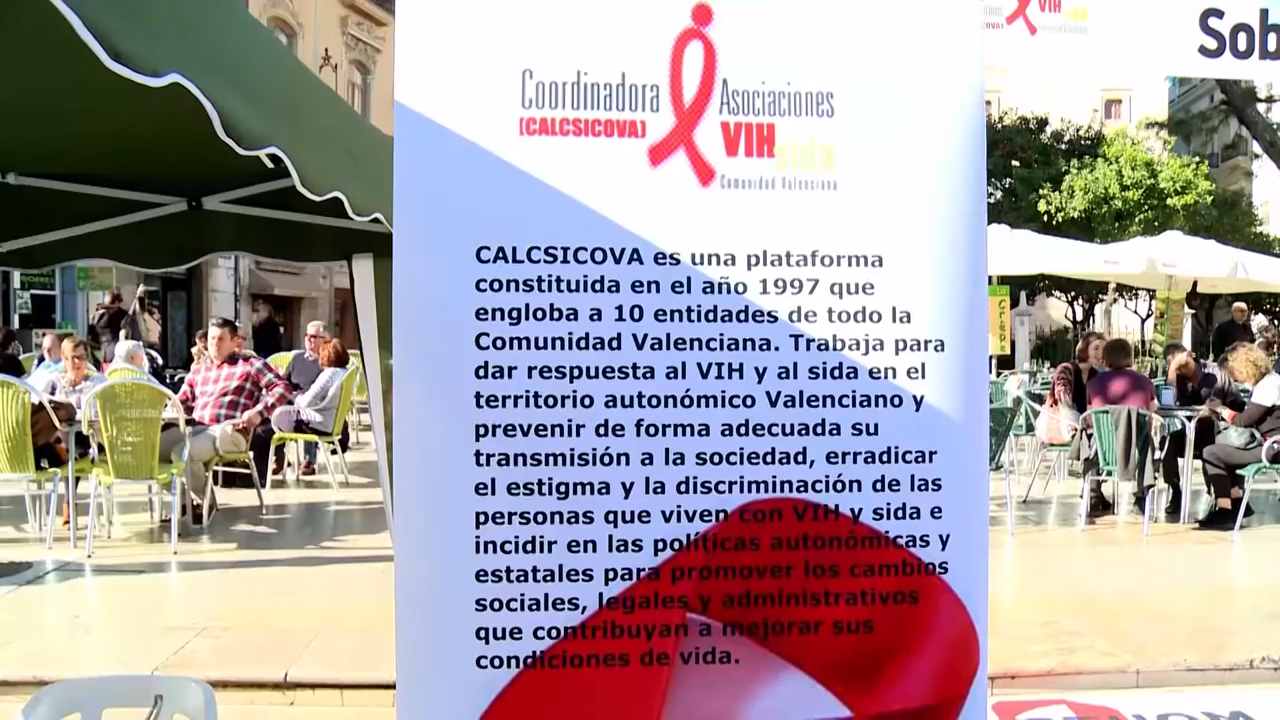 Coordinadora Asociaciones
(CALCSICOVA) VIH
sida
Comunidad Valenciana
CALCSICOVA es una plataforma
constituida en el año 1997 que
engloba a 10 entidades de todo la
Comunidad Valenciana. Trabaja para
dar respuesta al VIH y al sida en el
territorio autonómico Valenciano y
prevenir de forma adecuada su
transmisión a la sociedad, erradicar
el estigma y la discriminación de las
personas que viven con VIH y sida e
incidir en las políticas autonómicas y
estatales para promover los cambios
sociales, legales y administrativos
que contribuyan a mejorar sus
condiciones de vida.
VIH
Sob